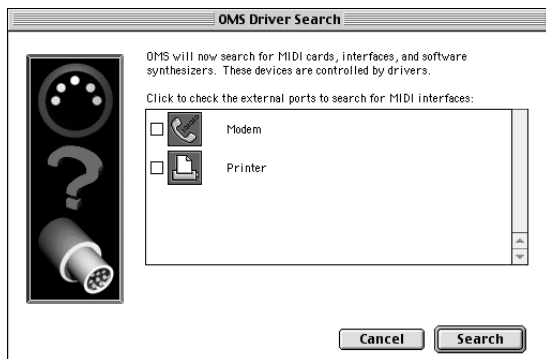 OMS Driver Search
OMS will now search for MIDI cards, interfaces, and software
synthesizers. These devices are controlled by drivers.
Click to check the external ports to search for MIDI interfaces:
Modem
Printer
Cancel
Search